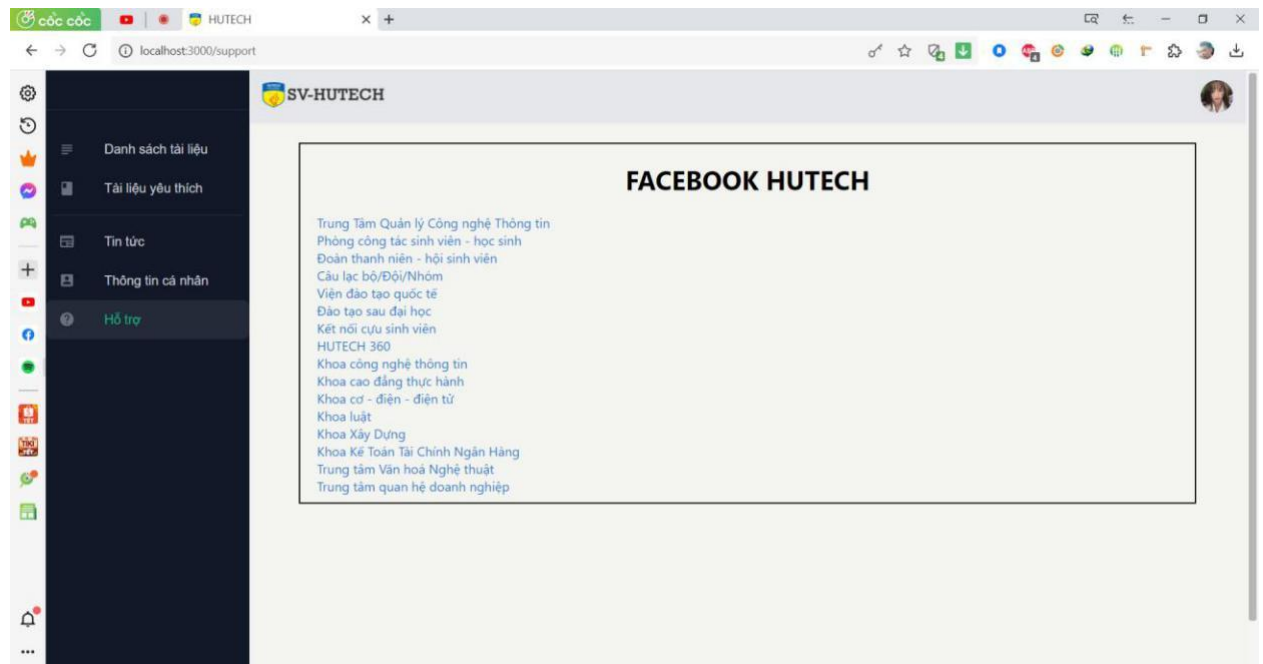 cốc cốc
HUTECH
localhost:3000/support
SV-HUTECH
Danh sách tài liệu
Tài liệu yêu thích
Tin tức
Thông tin cá nhân
Hỗ trợ
FACEBOOK HUTECH
Trung Tâm Quản lý Công nghệ Thông tin
Phòng công tác sinh viên - học sinh
Đoàn thanh niên - hội sinh viên
Câu lạc bộ/Đội/Nhóm
Viện đào tạo quốc tế
Đào tạo sau đại học
Kết nối cựu sinh viên
HUTECH 360
Khoa công nghệ thông tin
Khoa cao đẳng thực hành
Khoa cơ - điện - điện tử
Khoa luật
Khoa Xây Dựng
Khoa Kế Toán Tài Chính Ngân Hàng
Trung tâm Văn hoá Nghệ thuật
Trung tâm quan hệ doanh nghiệp